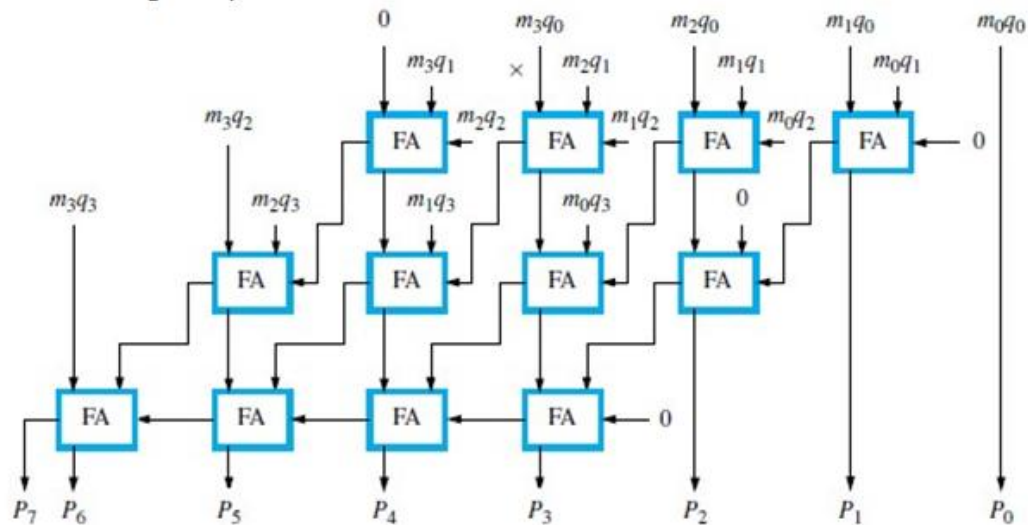 0 m₃q₀ m₂q₀ m₁q₀ m₀q₀
m₃q₁ × m₂q₁ m₁q₁ m₀q₁
m₃q₂ FA m₂q₂ FA m₁q₂ FA m₀q₂ FA 0
m₃q₃ m₂q₃ m₁q₃ m₀q₃ 0
FA FA FA FA
FA FA FA FA 0
P₇ P₆ P₅ P₄ P₃ P₂ P₁ P₀